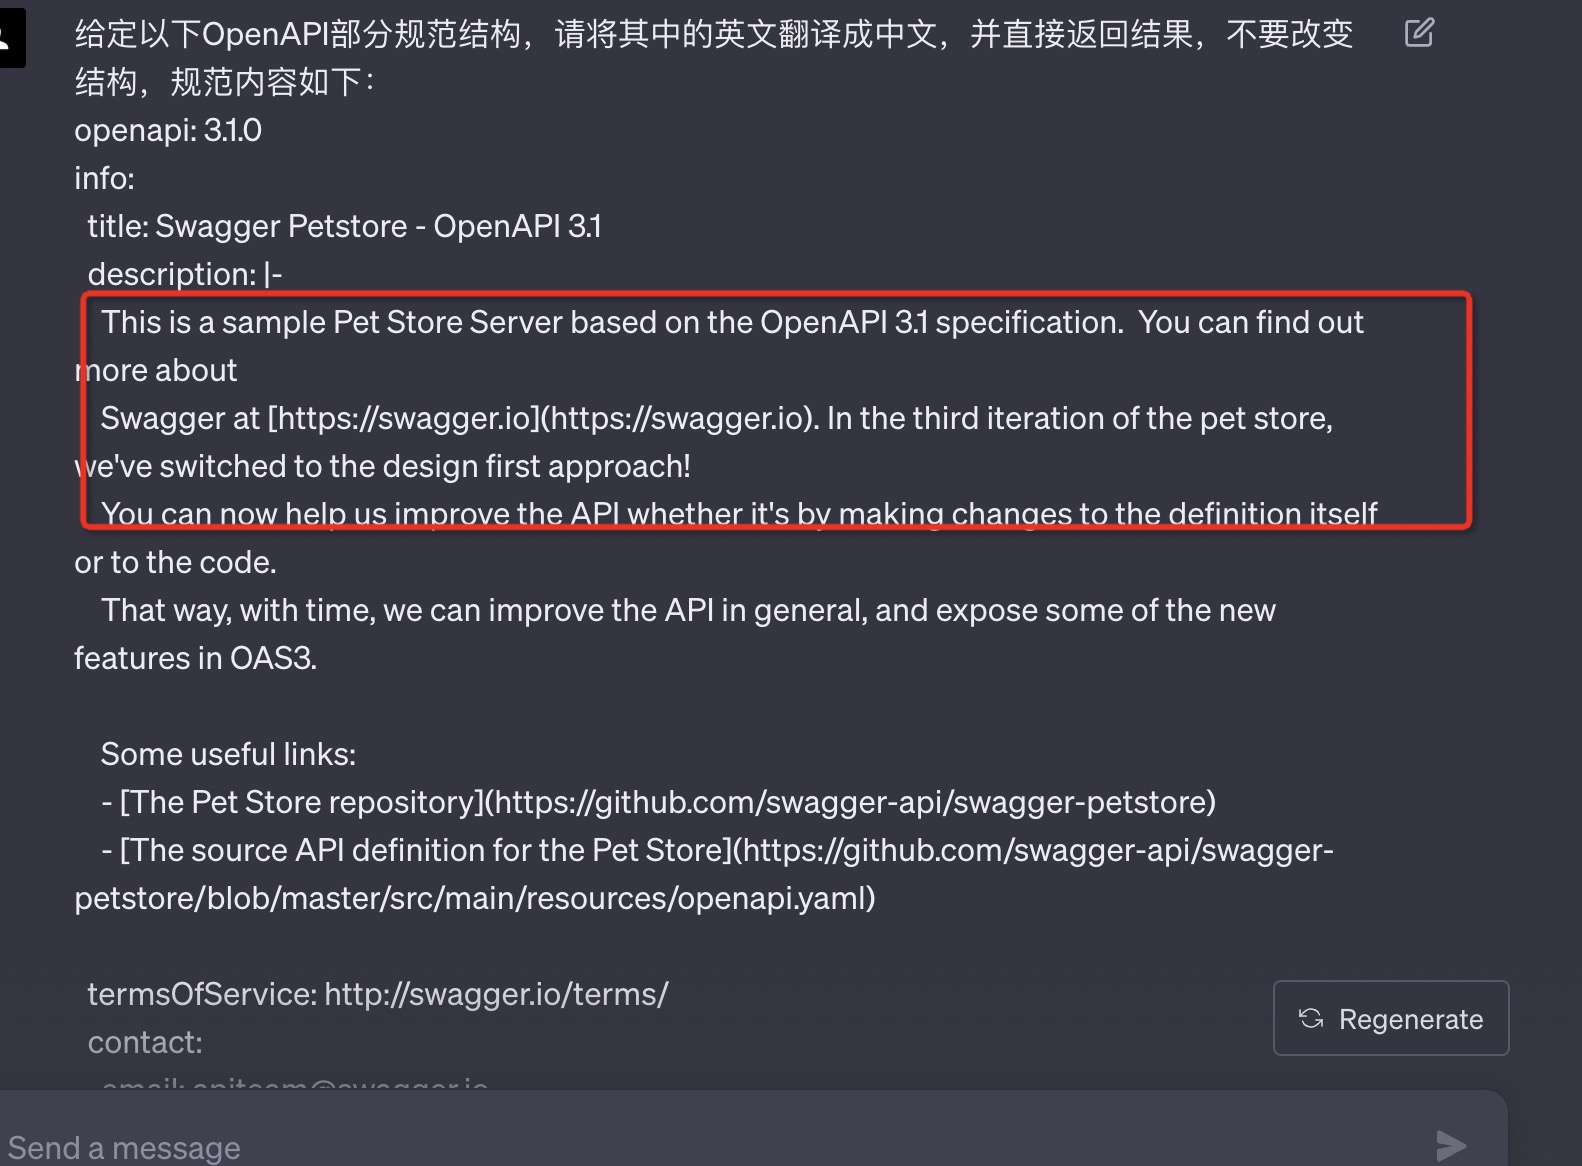 给定以下OpenAPI部分规范结构，请将其中的英文翻译成中文，并直接返回结果，不要改变
结构，规范内容如下：
openapi: 3.1.0
info:
  title: Swagger Petstore - OpenAPI 3.1
  description: |-
    This is a sample Pet Store Server based on the OpenAPI 3.1 specification.  You can find out
more about
    Swagger at [https://swagger.io](https://swagger.io). In the third iteration of the pet store,
we've switched to the design first approach!
    You can now help us improve the API whether it's by making changes to the definition itself
or to the code.
    That way, with time, we can improve the API in general, and expose some of the new
features in OAS3.

    Some useful links:
    - [The Pet Store repository](https://github.com/swagger-api/swagger-petstore)
    - [The source API definition for the Pet Store](https://github.com/swagger-api/swagger-
petstore/blob/master/src/main/resources/openapi.yaml)

  termsOfService: http://swagger.io/terms/
  contact:
    email: apiteam@swagger.io
Regenerate
Send a message